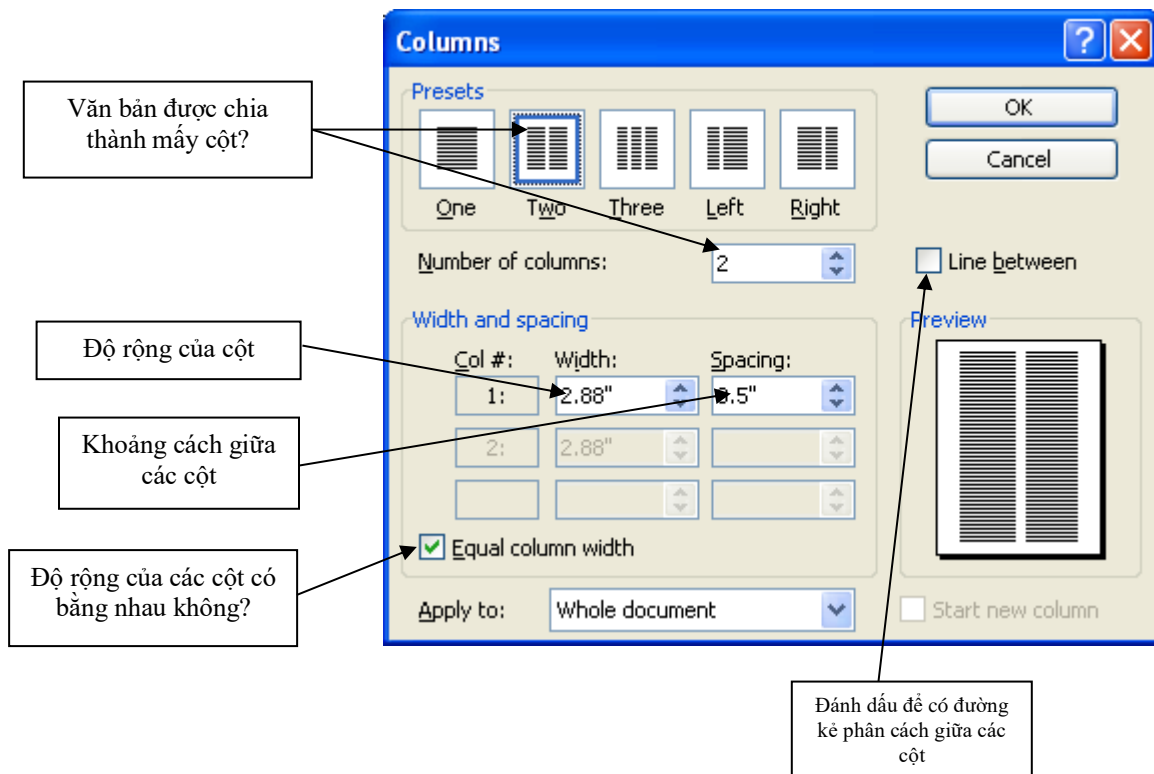 Columns
Văn bản được chia
thành mấy cột?
Presets
OK
Cancel
One Two Three Left Right
Number of columns: 2
Line between
Độ rộng của cột
Width and spacing
Preview
Col #: Width: Spacing:
1: 2.88" 0.5"
Khoảng cách giữa
các cột
2: 2.88"
Equal column width
Độ rộng của các cột có
bằng nhau không?
Apply to: Whole document
Start new column
Đánh dấu để có đường
kẻ phân cách giữa các
cột